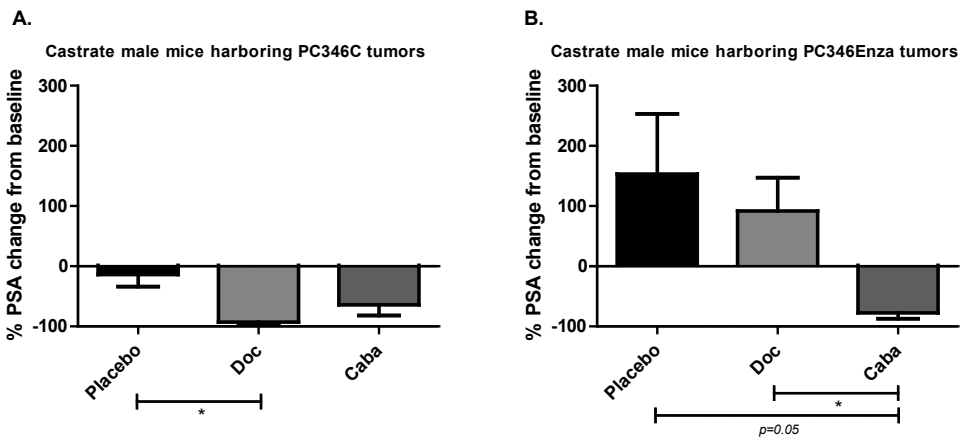 A.
Castrate male mice harboring PC346C tumors
% PSA change from baseline
300
200
100
0
-100
Placebo
Doc
Caba
*
B.
Castrate male mice harboring PC346Enza tumors
% PSA change from baseline
300
200
100
0
-100
Placebo
Doc
Caba
*
p=0.05